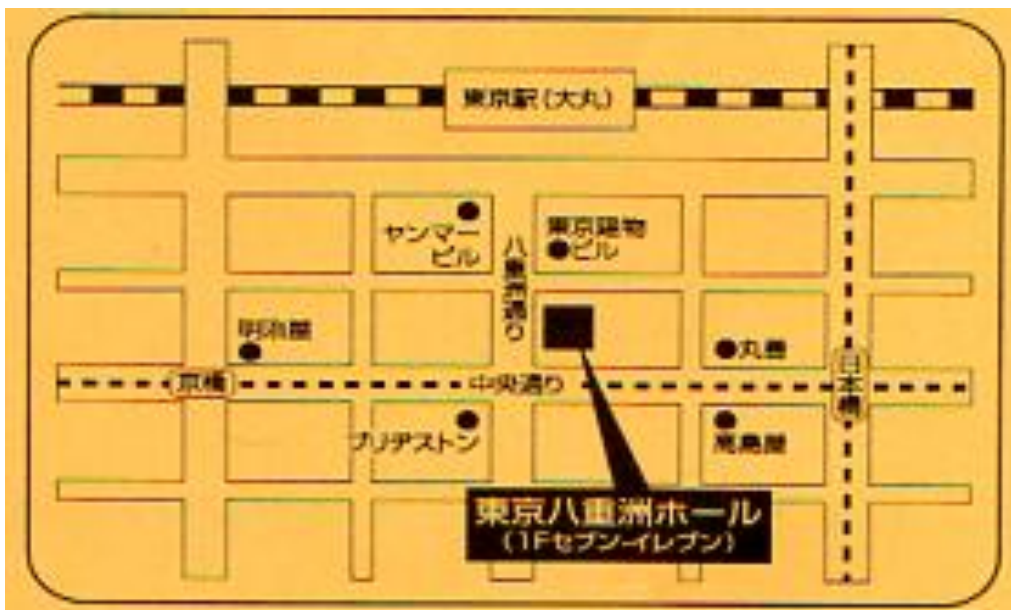 東京駅(大丸)
ヤンマー
ビル
八重洲通り
東京建物
ビル
明治屋
丸善
京橋
中央通り
日本橋
ブリヂストン
高島屋
東京八重洲ホール
(1Fセブン-イレブン)